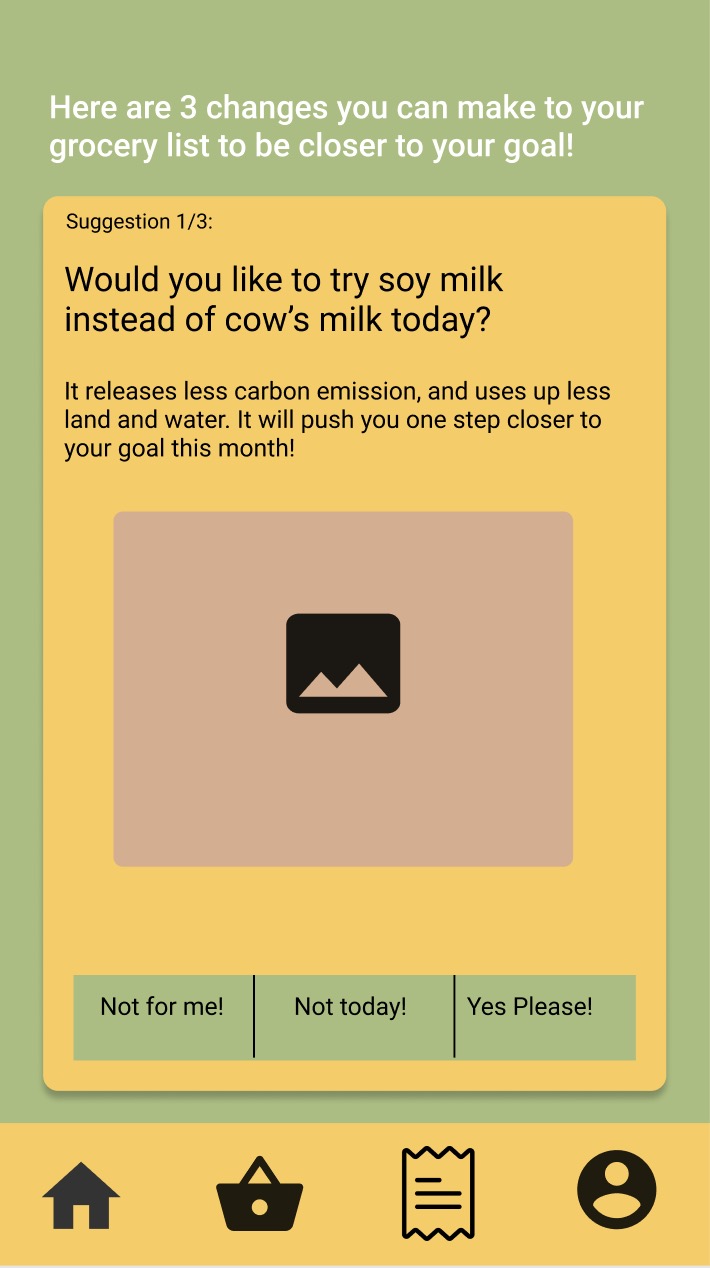 Here are 3 changes you can make to your
grocery list to be closer to your goal!
Suggestion 1/3:
Would you like to try soy milk
instead of cow’s milk today?
It releases less carbon emission, and uses up less
land and water. It will push you one step closer to
your goal this month!
Not for me!
Not today!
Yes Please!